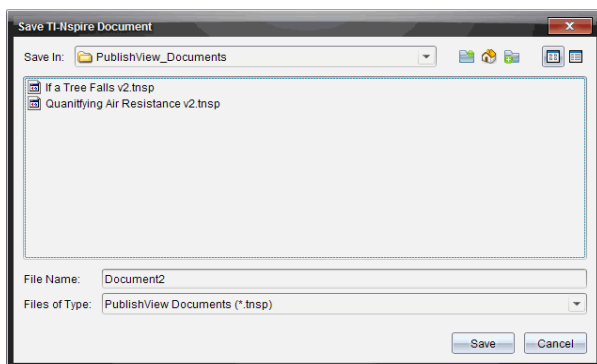 Save TI-Nspire Document
Save In: PublishView_Documents
If a Tree Falls v2.tnsp
Quanitfying Air Resistance v2.tnsp
File Name: Document2
Files of Type: PublishView Documents (*.tnsp)
Save Cancel